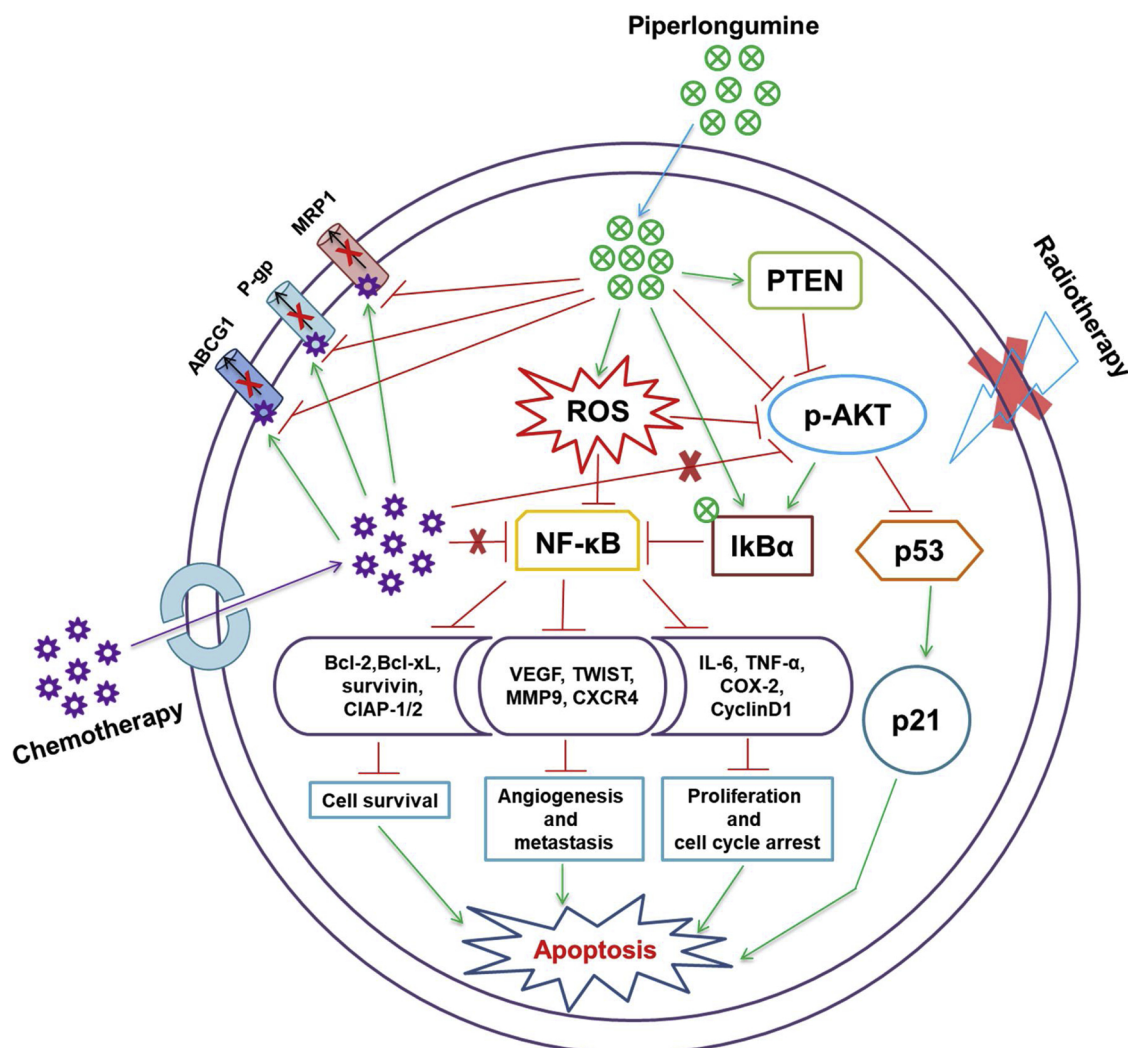 Piperlongumine
MRP1
P-gp
ABCG1
PTEN
Radiotherapy
ROS
p-AKT
NF-κB
IkBα
p53
Bcl-2,Bcl-xL,
survivin,
CIAP-1/2
VEGF, TWIST,
MMP9, CXCR4
IL-6, TNF-α,
COX-2,
CyclinD1
p21
Chemotherapy
Cell survival
Angiogenesis
and
metastasis
Proliferation
and
cell cycle arrest
Apoptosis